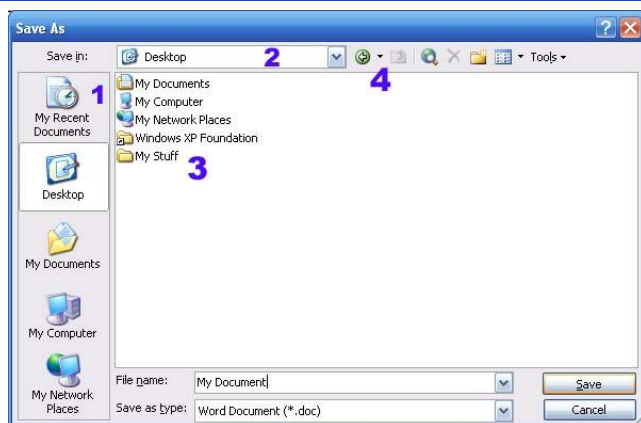 Save As
Save in:
Desktop
2
4
Tools
1
My Recent
Documents
Desktop
My Documents
My Computer
My Network
Places
My Documents
My Computer
My Network Places
Windows XP Foundation
My Stuff
3
File name:
My Document
Save
Save as type:
Word Document (*.doc)
Cancel